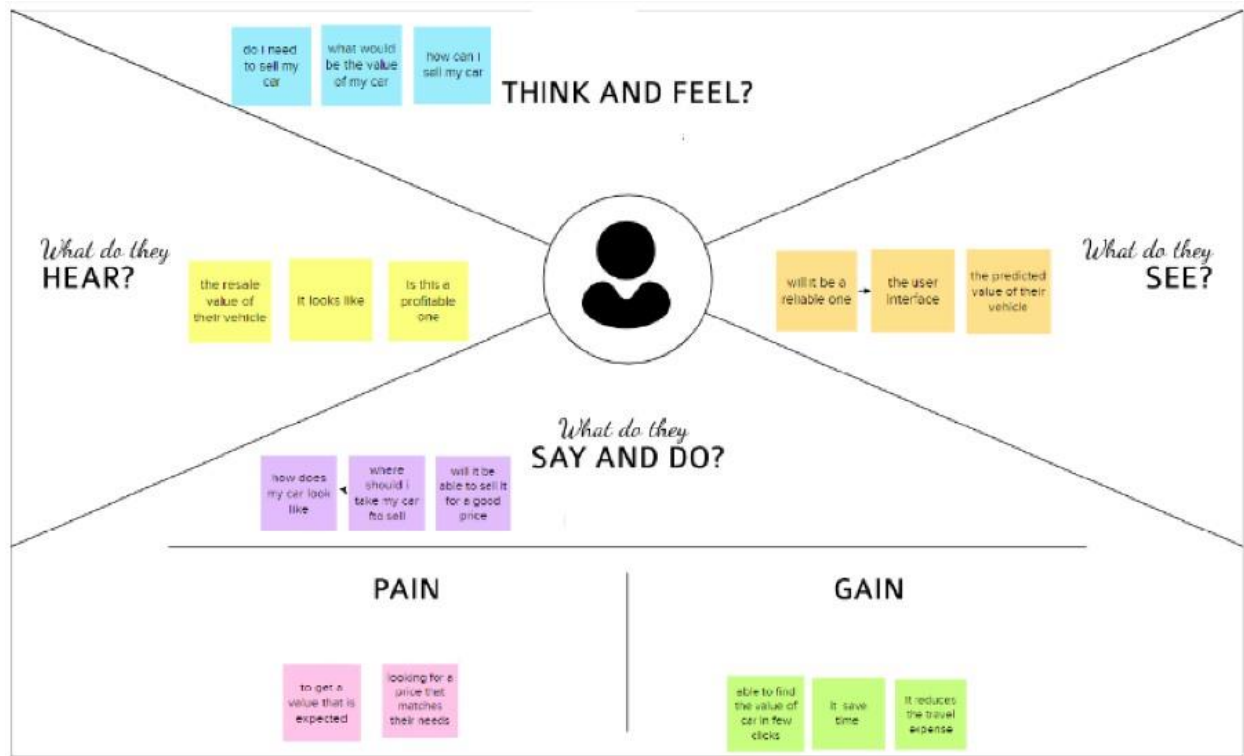 do I need
to sell my
car
what would
be the value
of my car
how can I
sell my car
THINK AND FEEL?
What do they
HEAR?
the resale
value of
their vehicle
it looks like
Is this a
profitable
one
will it be a
reliable one
the user
interface
the predicted
value of their
vehicle
What do they
SEE?
What do they
SAY AND DO?
how does
my car look
like
where
should i
take my car
fto sell
will it be
able to sell it
for a good
price
PAIN
to get a
value that is
expected
looking for a
price that
matches
their needs
GAIN
able to find
the value of
car in few
clicks
it save
time
It reduces
the travel
expense